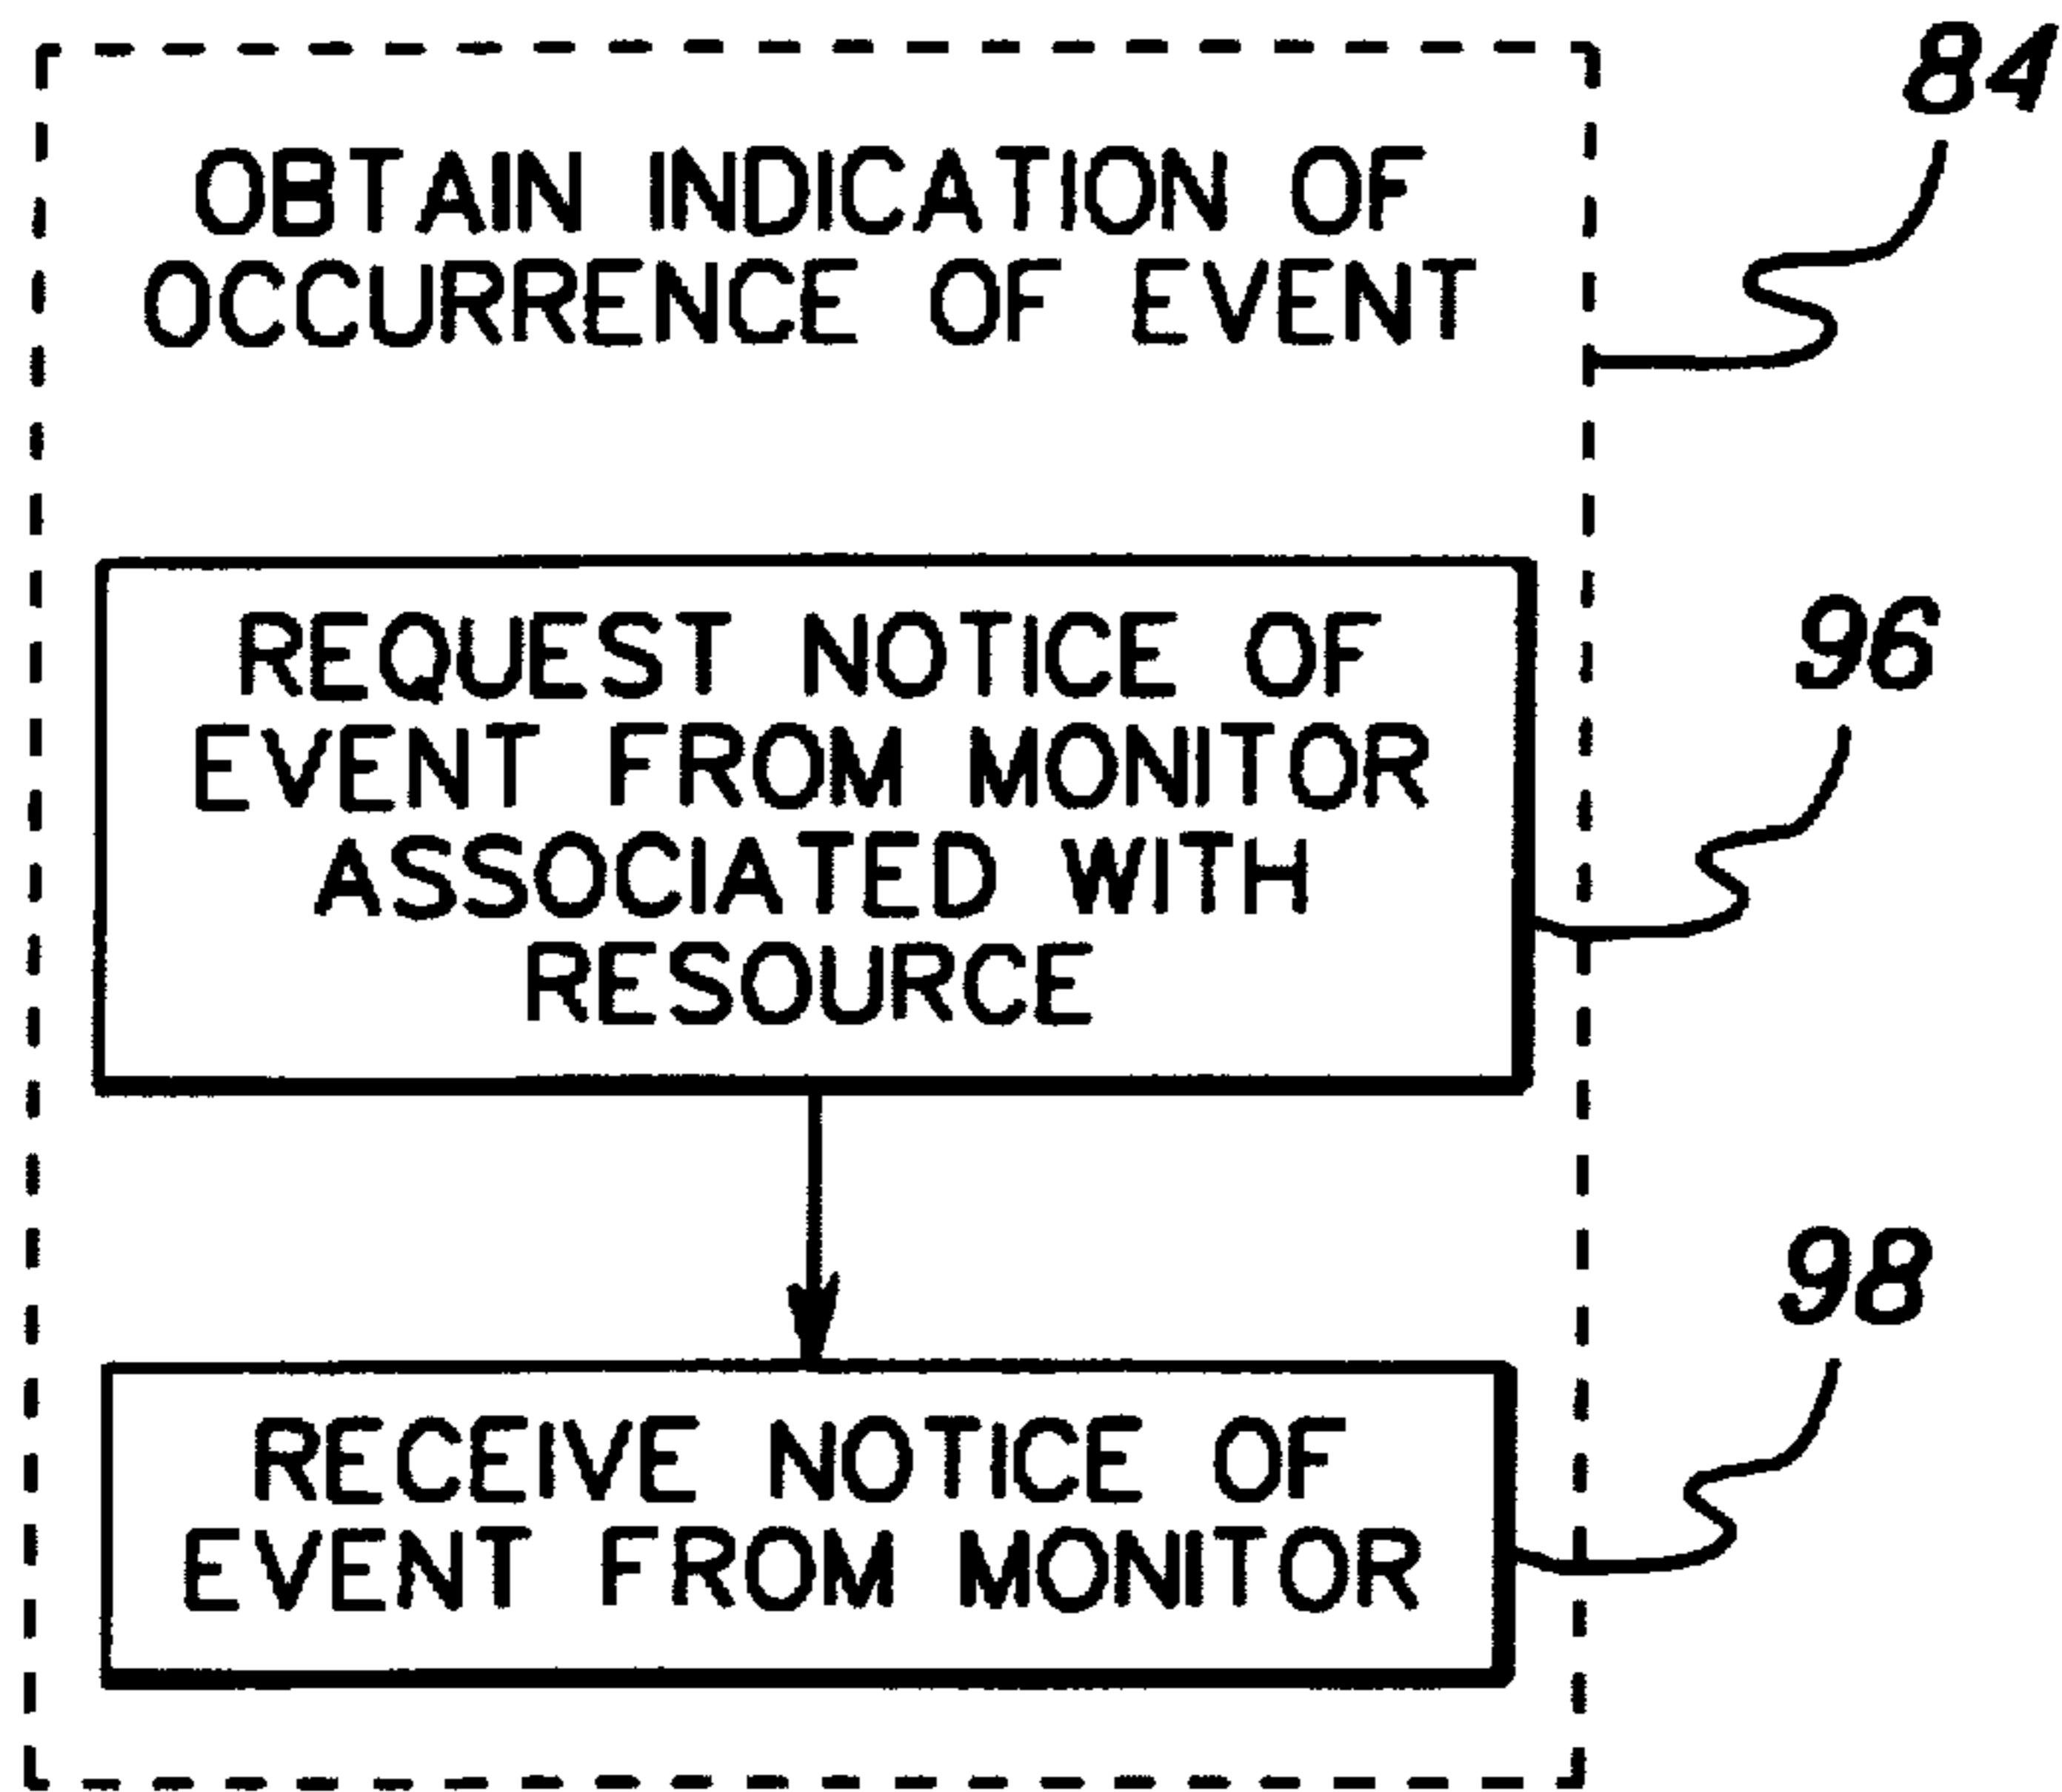 84
OBTAIN INDICATION OF
OCCURRENCE OF EVENT
96
REQUEST NOTICE OF
EVENT FROM MONITOR
ASSOCIATED WITH
RESOURCE
98
RECEIVE NOTICE OF
EVENT FROM MONITOR